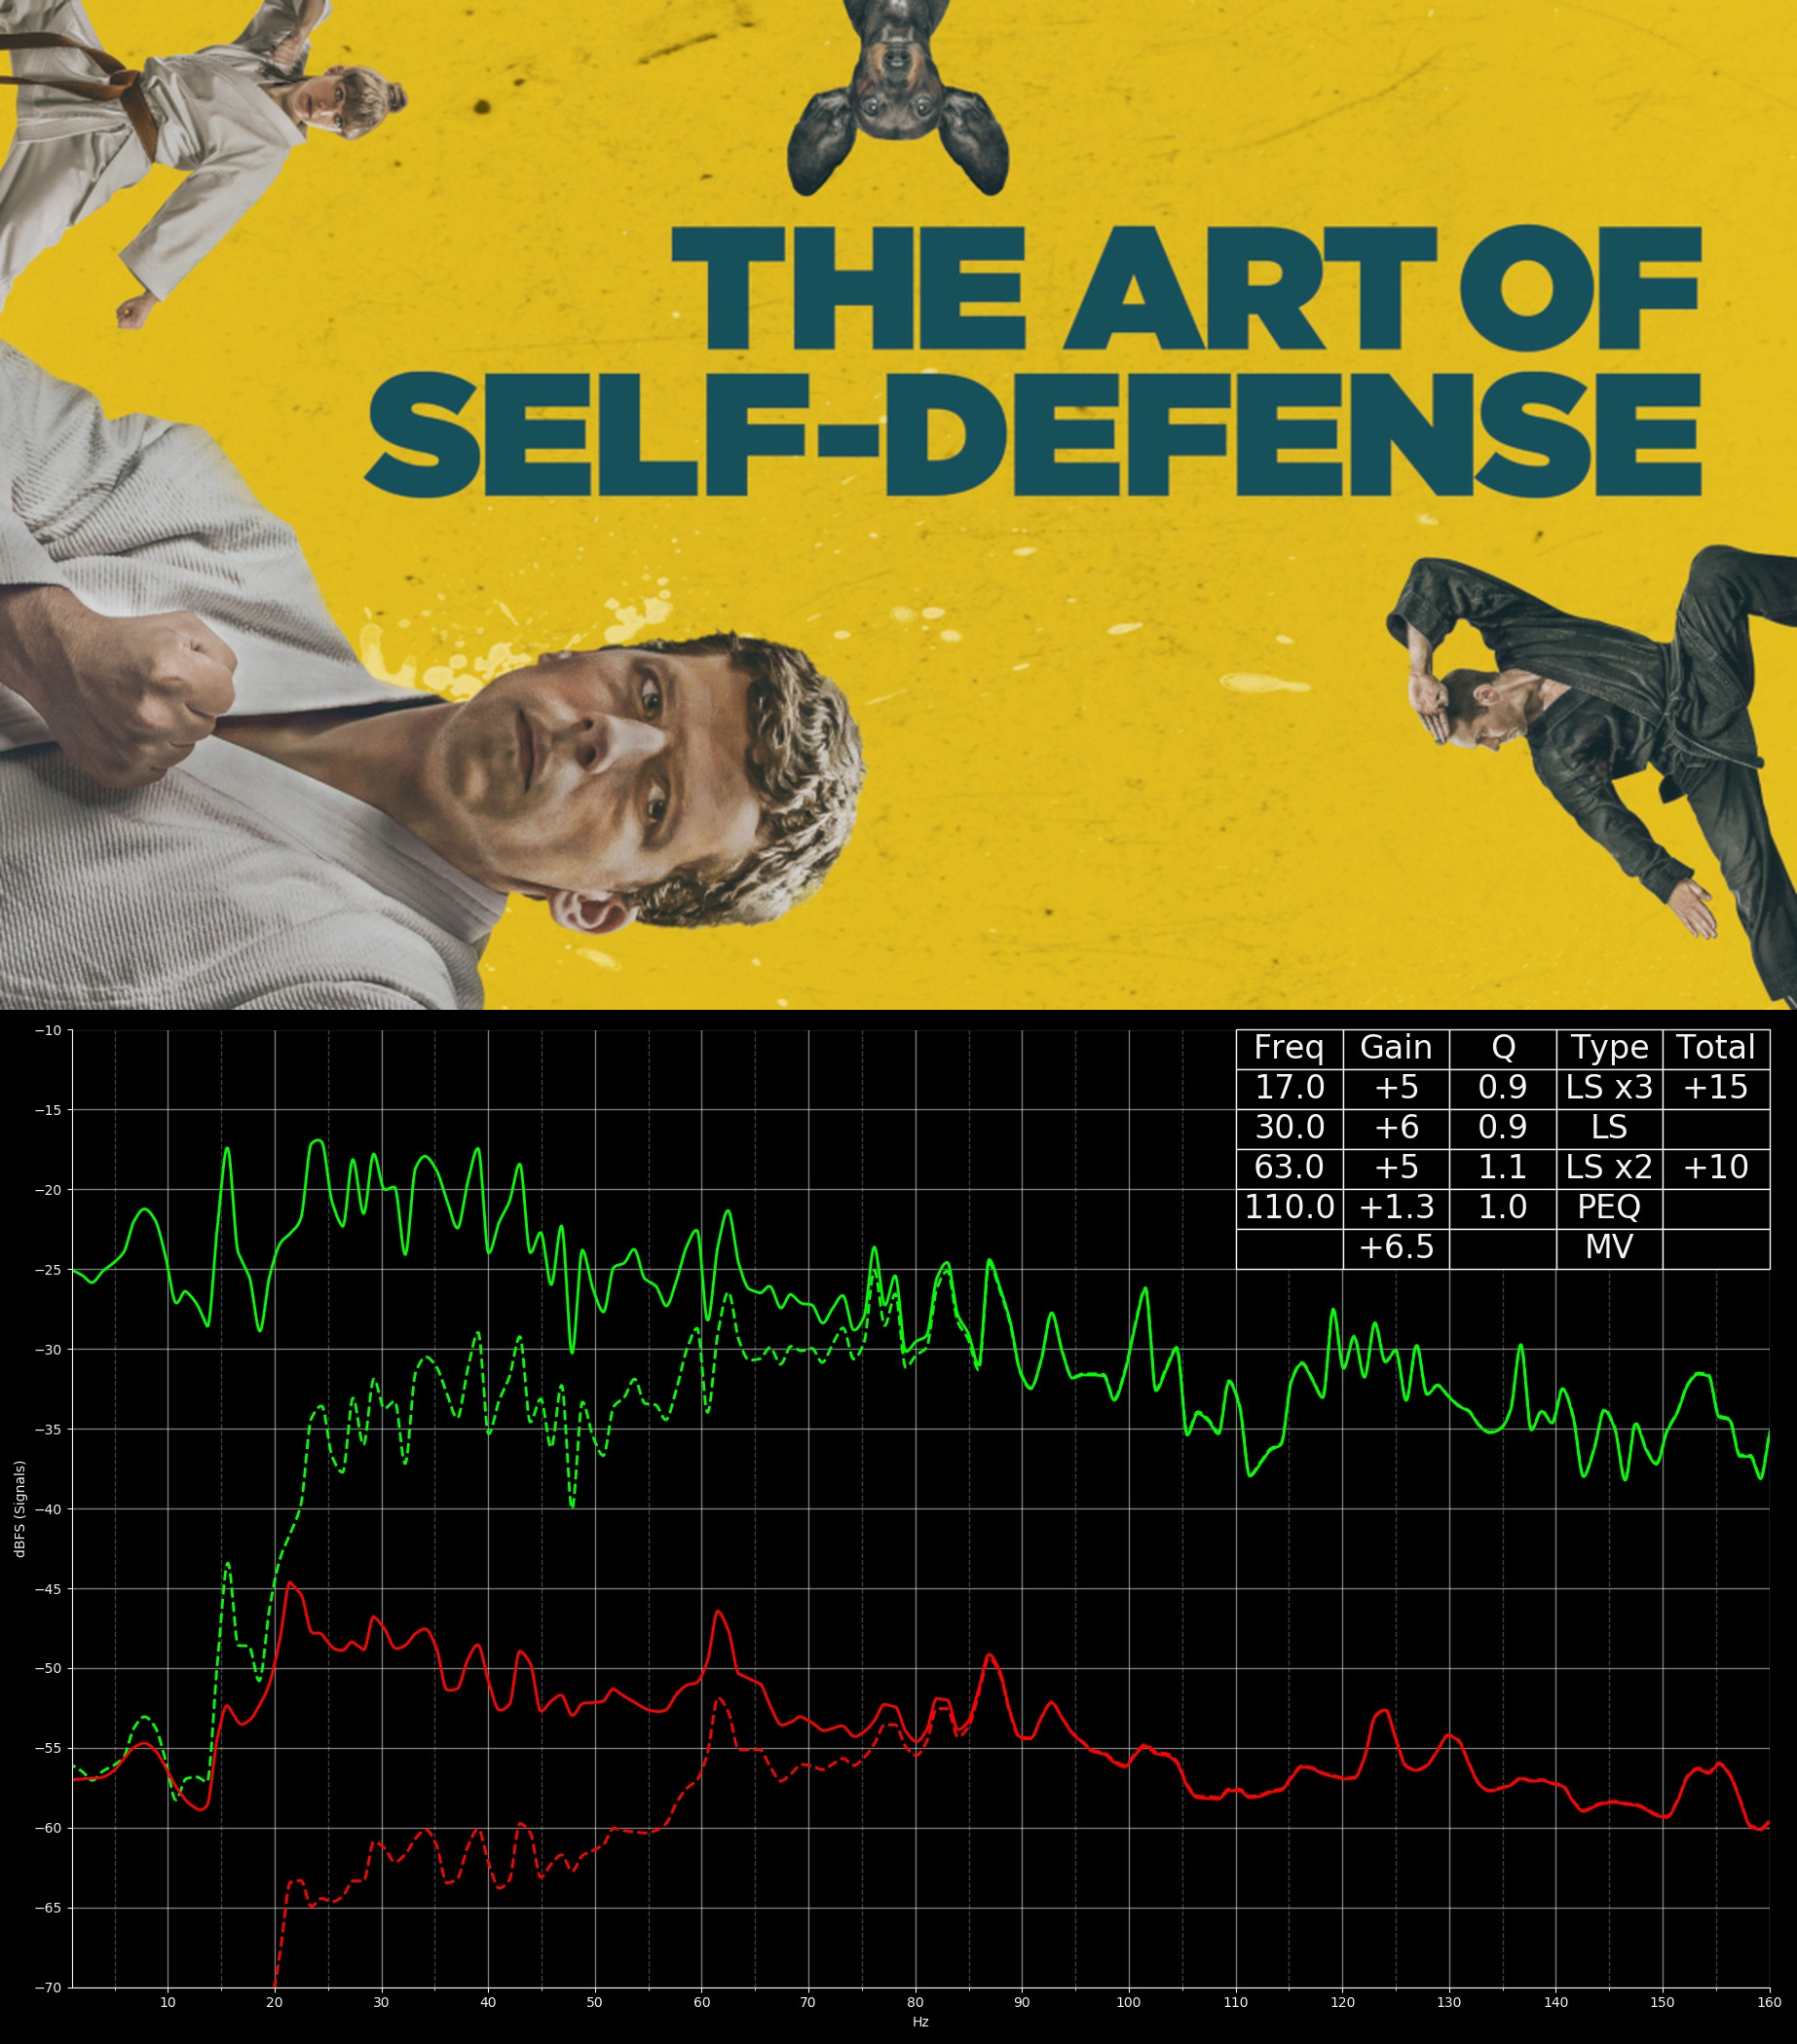 THE ART OF
SELF-DEFENSE
Freq Gain Q Type Total
17.0 +5 0.9 LS x3 +15
30.0 +6 0.9 LS
63.0 +5 1.1 LS x2 +10
110.0 +1.3 1.0 PEQ
+6.5 MV
−10
−15
−20
−25
−30
−35
−40
−45
−50
−55
−60
−65
−70
dBFS (Signals)
10 20 30 40 50 60 70 80 90 100 110 120 130 140 150 160
Hz